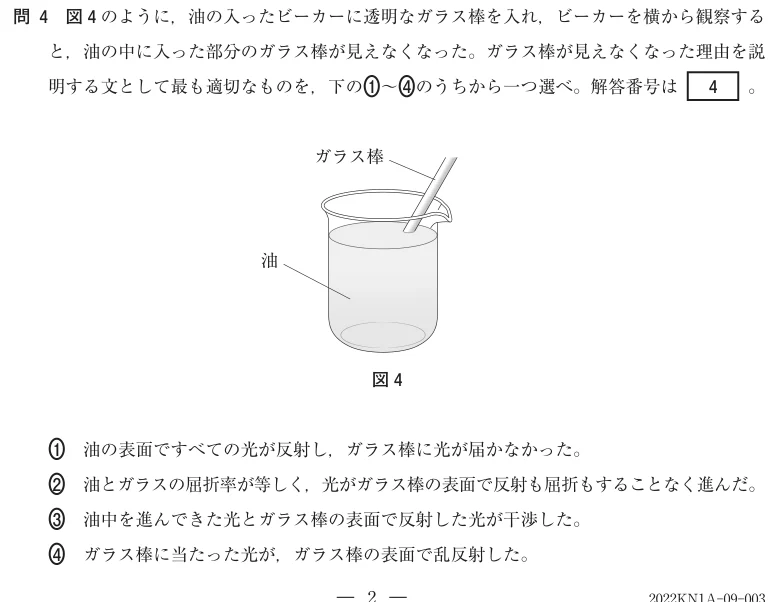 問 4 図 4 のように，油の入ったビーカーに透明なガラス棒を入れ，ビーカーを横から観察する
と，油の中に入った部分のガラス棒が見えなくなった。ガラス棒が見えなくなった理由を説
明する文として最も適切なものを，下の①～④のうちから一つ選べ。解答番号は 4 。
ガラス棒
油
図 4
① 油の表面ですべての光が反射し，ガラス棒に光が届かなかった。
② 油とガラスの屈折率が等しく，光がガラス棒の表面で反射も屈折もすることなく進んだ。
③ 油中を進んできた光とガラス棒の表面で反射した光が干渉した。
④ ガラス棒に当たった光が，ガラス棒の表面で乱反射した。
— 2 —
2022KN1A-09-003